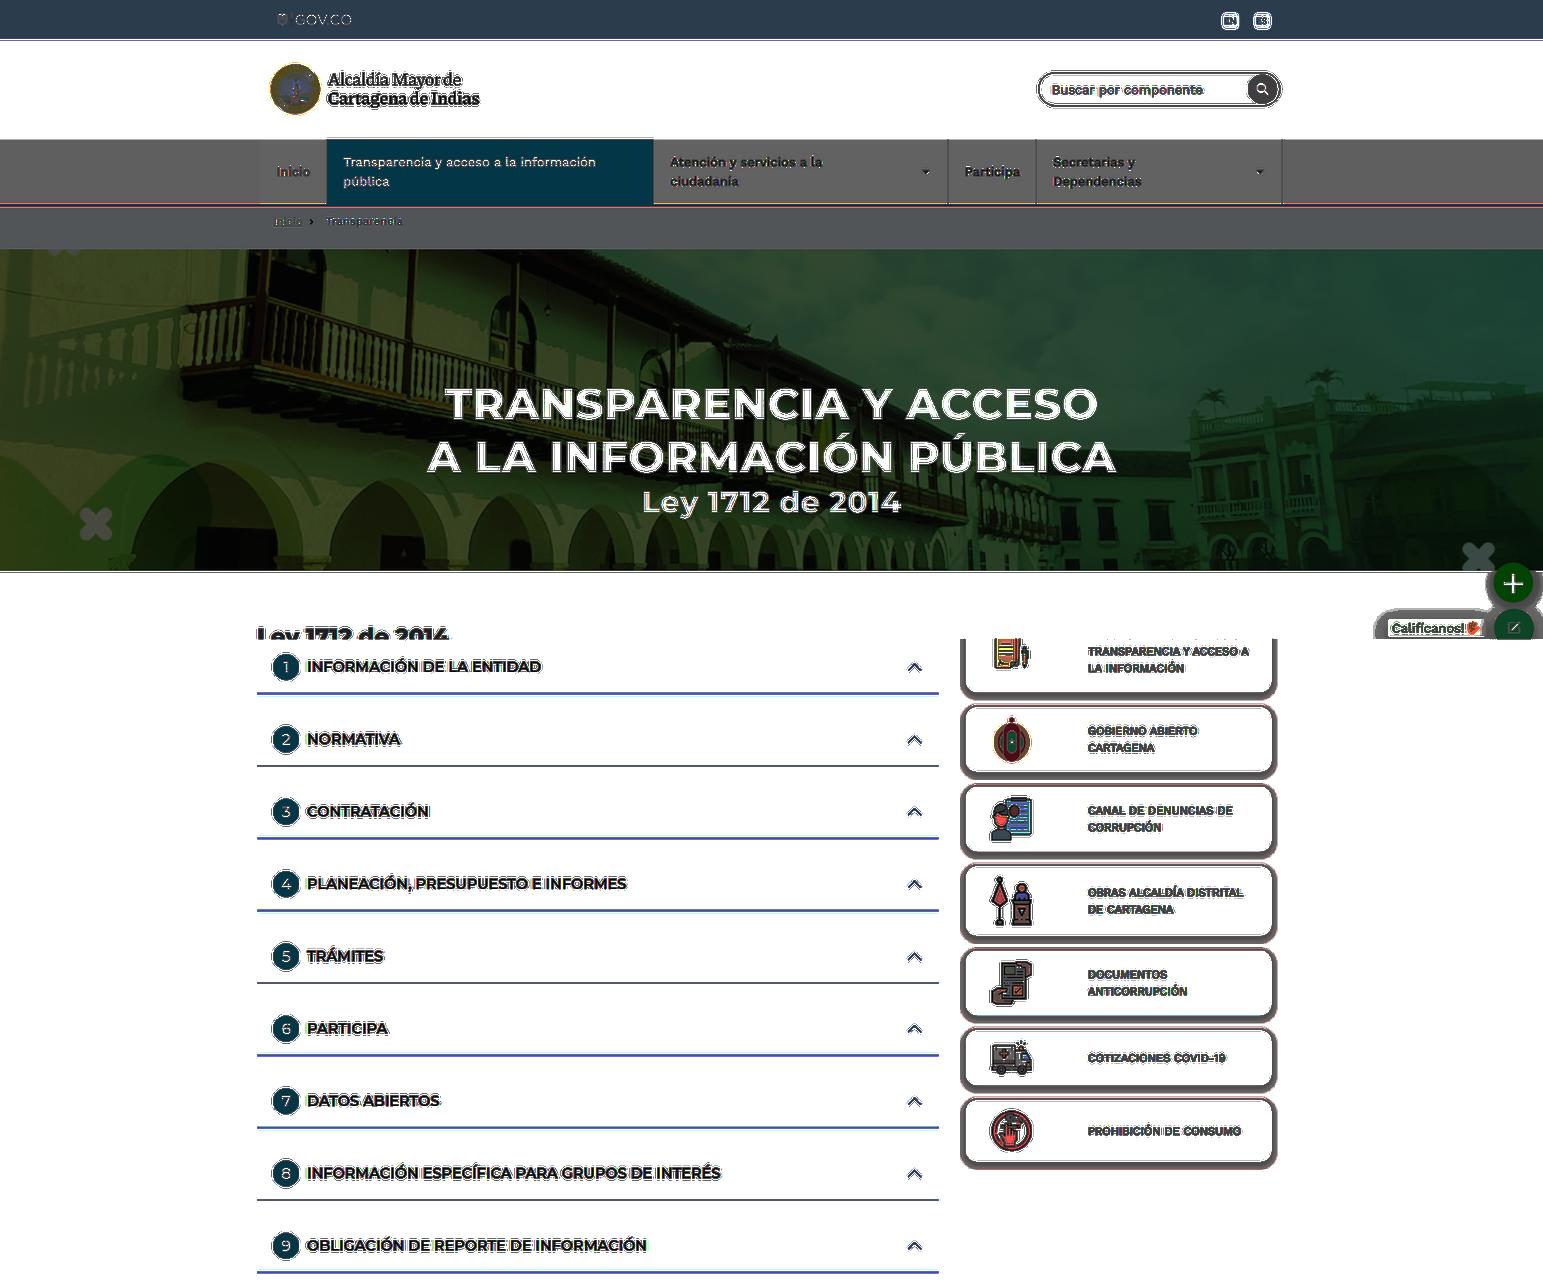 GOV.CO
EN
ES
Alcaldía Mayor de
Cartagena de Indias
Buscar por componente
Inicio
Transparencia y acceso a la información
pública
Atención y servicios a la
ciudadanía
Participa
Secretarias y
Dependencias
Inicio
Transparencia
TRANSPARENCIA Y ACCESO
A LA INFORMACIÓN PÚBLICA
Ley 1712 de 2014
Ley 1712 de 2014
Califícanos!
1 INFORMACIÓN DE LA ENTIDAD
2 NORMATIVA
3 CONTRATACIÓN
4 PLANEACIÓN, PRESUPUESTO E INFORMES
5 TRÁMITES
6 PARTICIPA
7 DATOS ABIERTOS
8 INFORMACIÓN ESPECÍFICA PARA GRUPOS DE INTERÉS
9 OBLIGACIÓN DE REPORTE DE INFORMACIÓN
TRANSPARENCIA Y ACCESO A
LA INFORMACIÓN
GOBIERNO ABIERTO
CARTAGENA
CANAL DE DENUNCIAS DE
CORRUPCIÓN
OBRAS ALCALDÍA DISTRITAL
DE CARTAGENA
DOCUMENTOS
ANTICORRUPCIÓN
COTIZACIONES COVID-19
PROHIBICIÓN DE CONSUMO